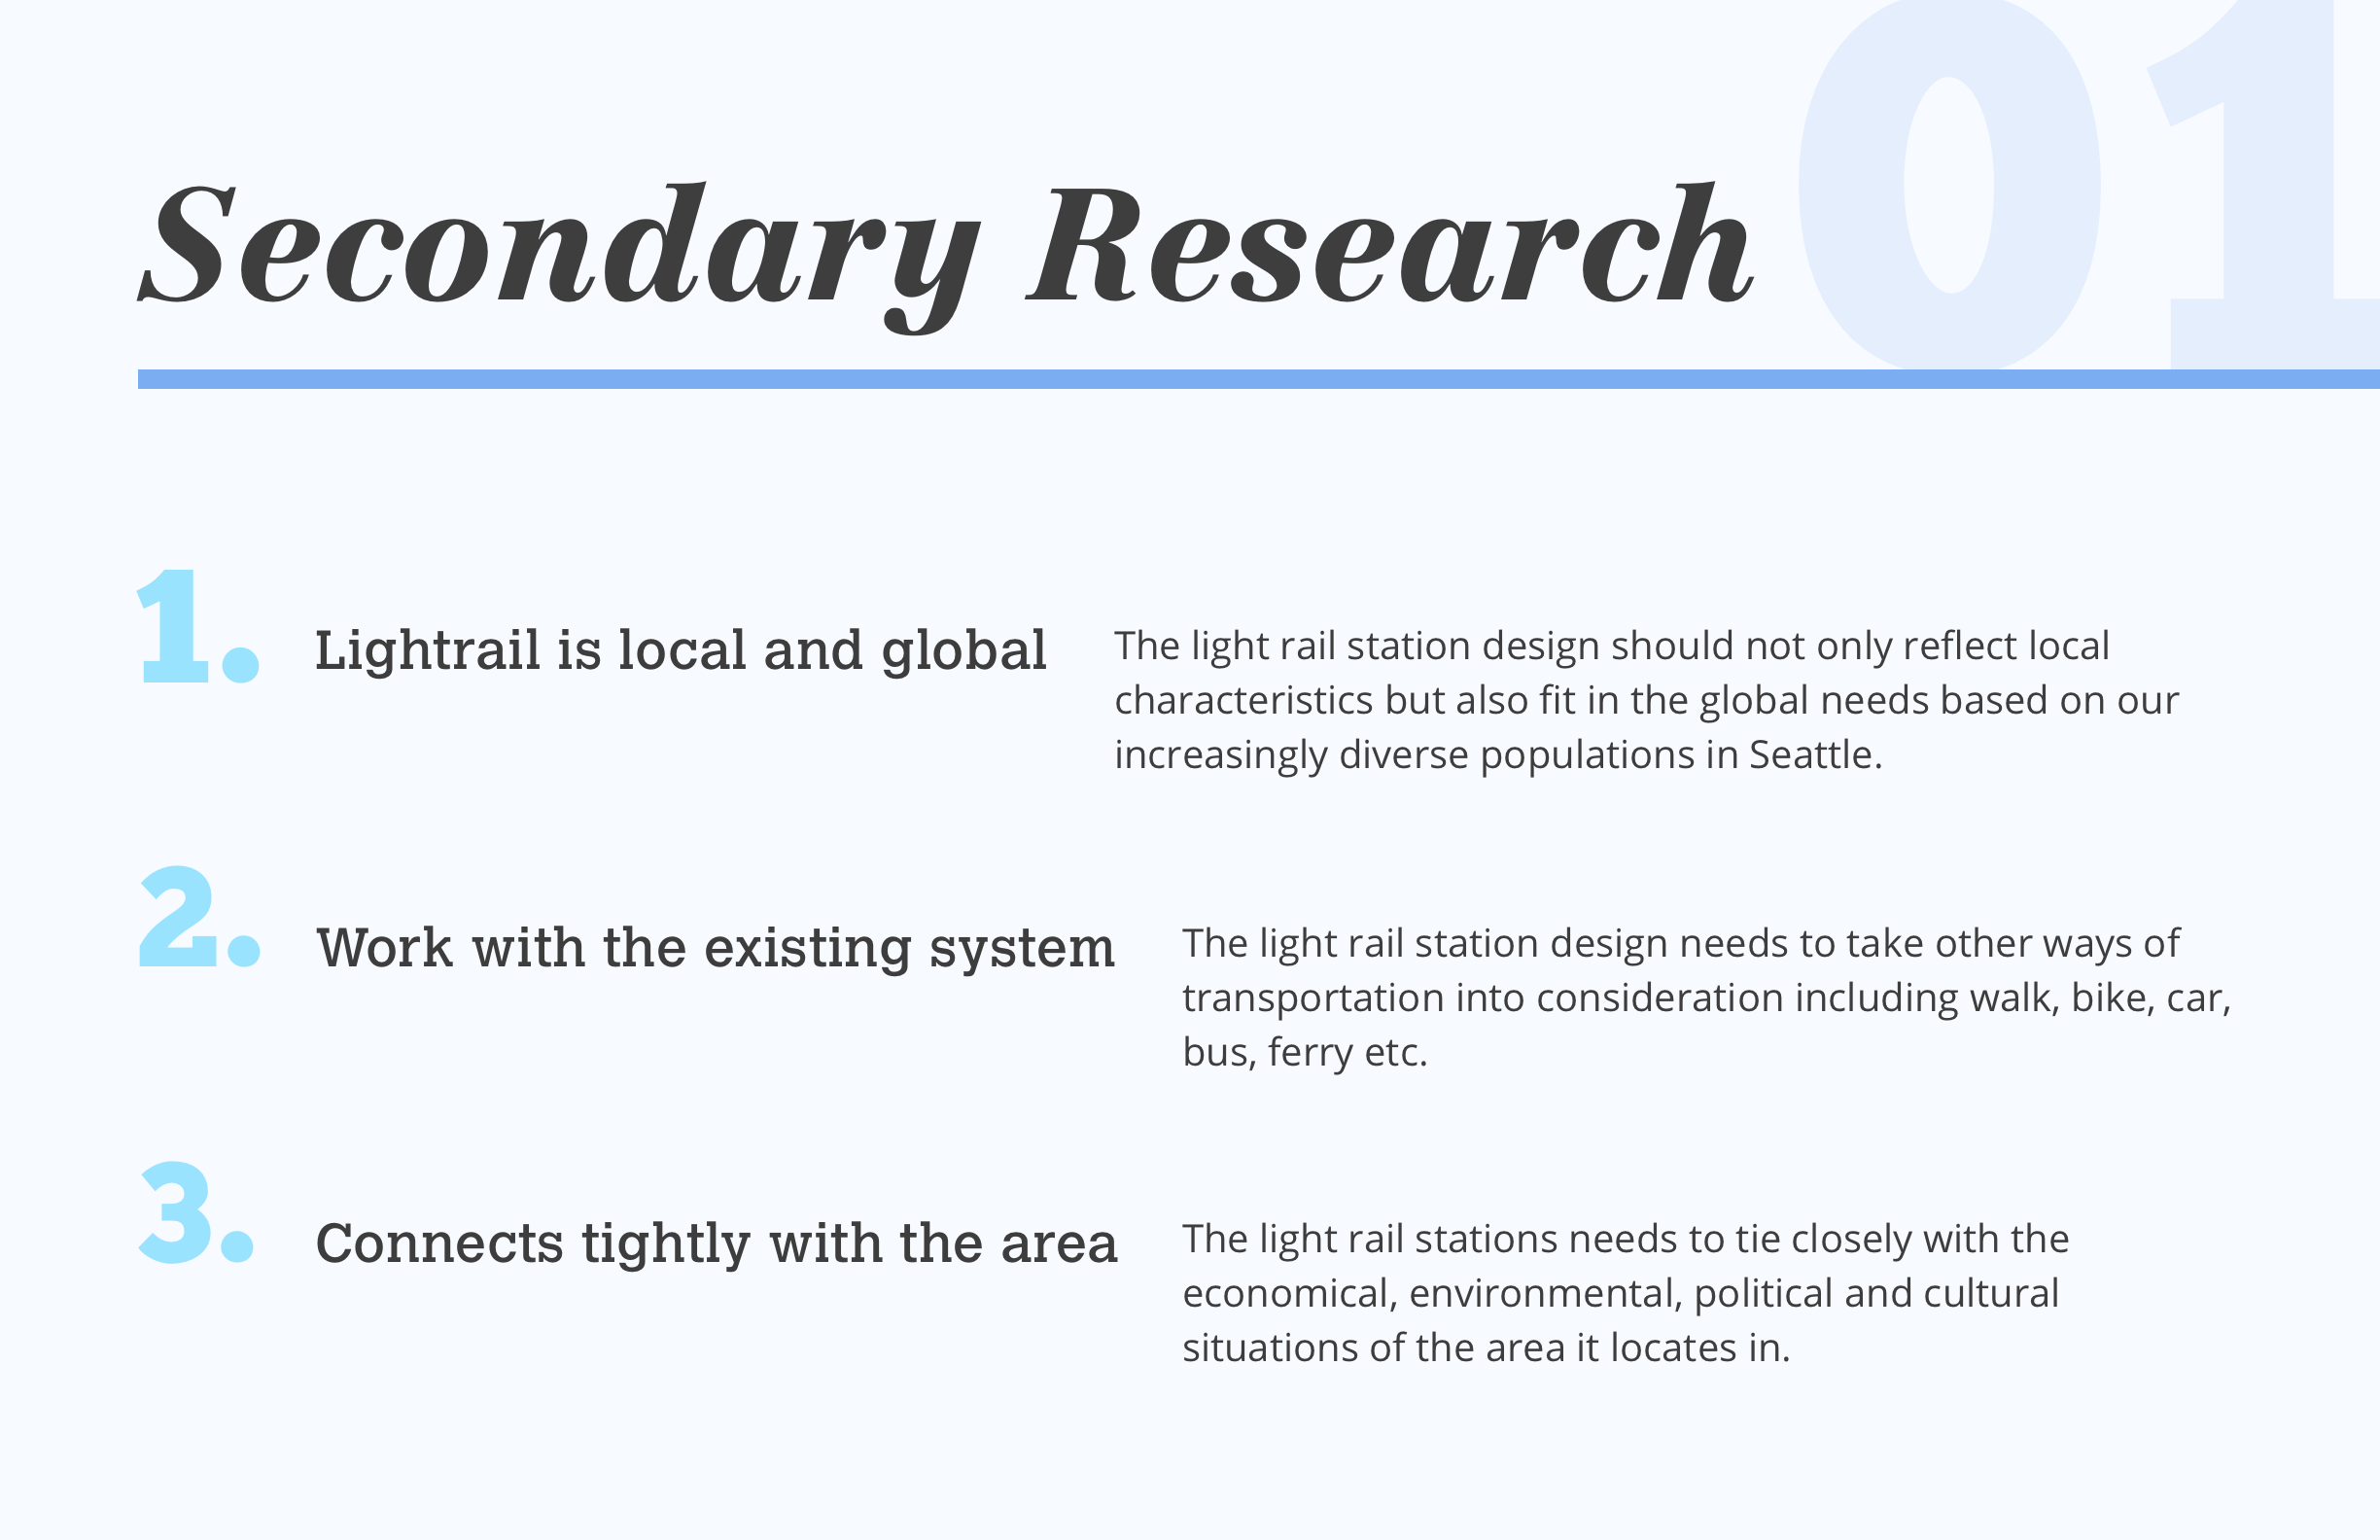 01
Secondary Research
1. Lightrail is local and global
The light rail station design should not only reflect local
characteristics but also fit in the global needs based on our
increasingly diverse populations in Seattle.
2. Work with the existing system
The light rail station design needs to take other ways of
transportation into consideration including walk, bike, car,
bus, ferry etc.
3. Connects tightly with the area
The light rail stations needs to tie closely with the
economical, environmental, political and cultural
situations of the area it locates in.